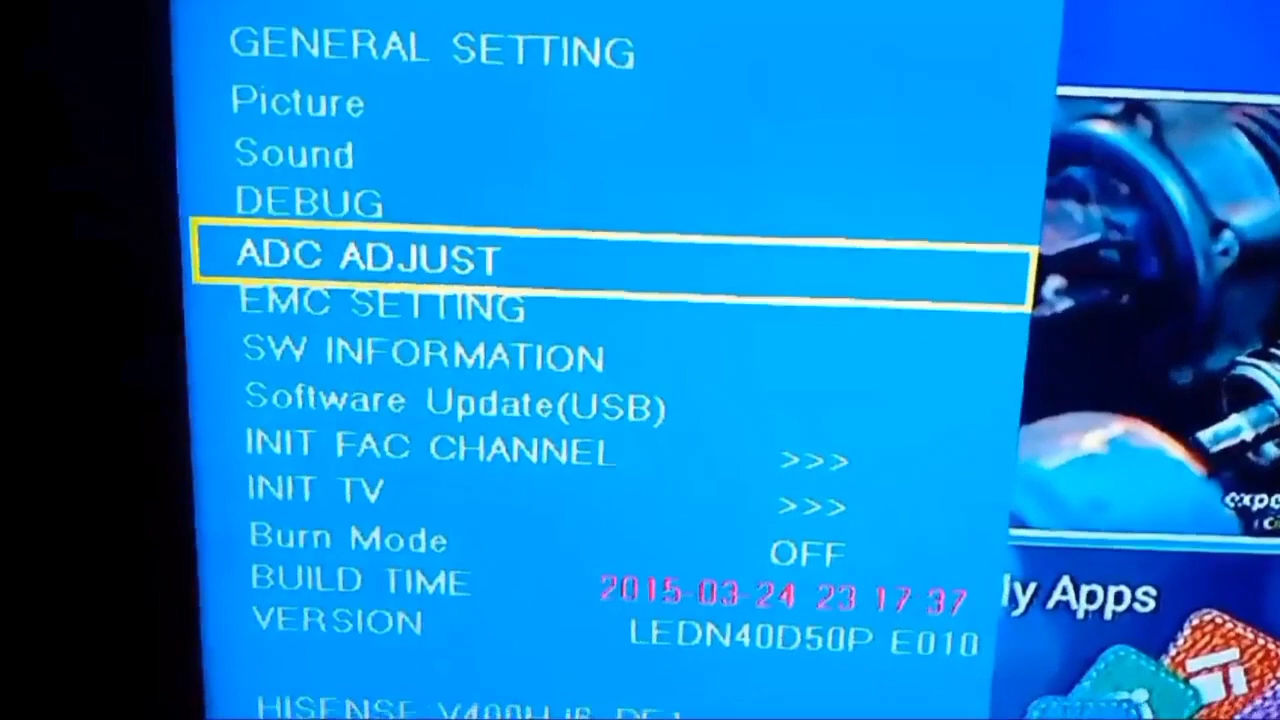 GENERAL SETTING
Picture
Sound
DEBUG
ADC ADJUST
EMC SETTING
SW INFORMATION
Software Update(USB)
INIT FAC CHANNEL >>>
INIT TV >>>
Burn Mode OFF
BUILD TIME 2015-03-24 23 17 37
VERSION LEDN40D50P E010
HISENSE
ly Apps